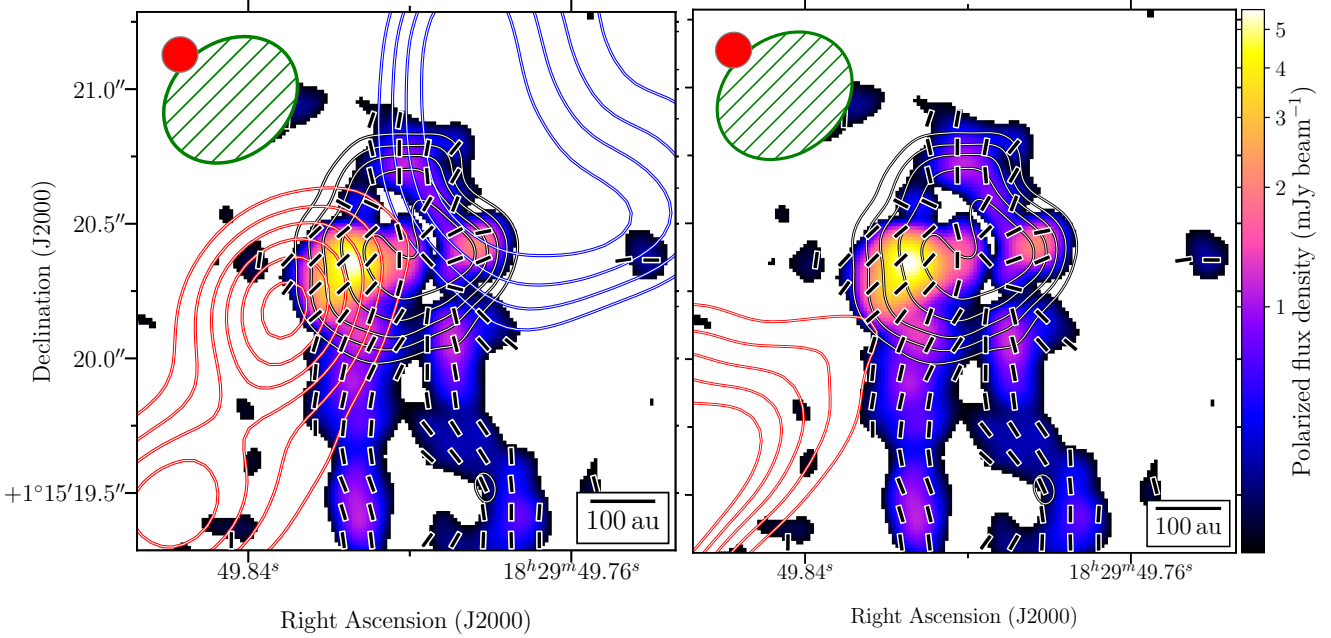 21.0″
20.5″
20.0″
+1°15′19.5″
Declination (J2000)
100 au
49.84ˢ
18ʰ29ᵐ49.76ˢ
Right Ascension (J2000)
100 au
49.84ˢ
18ʰ29ᵐ49.76ˢ
Right Ascension (J2000)
5
4
3
2
1
Polarized flux density (mJy beam⁻¹)